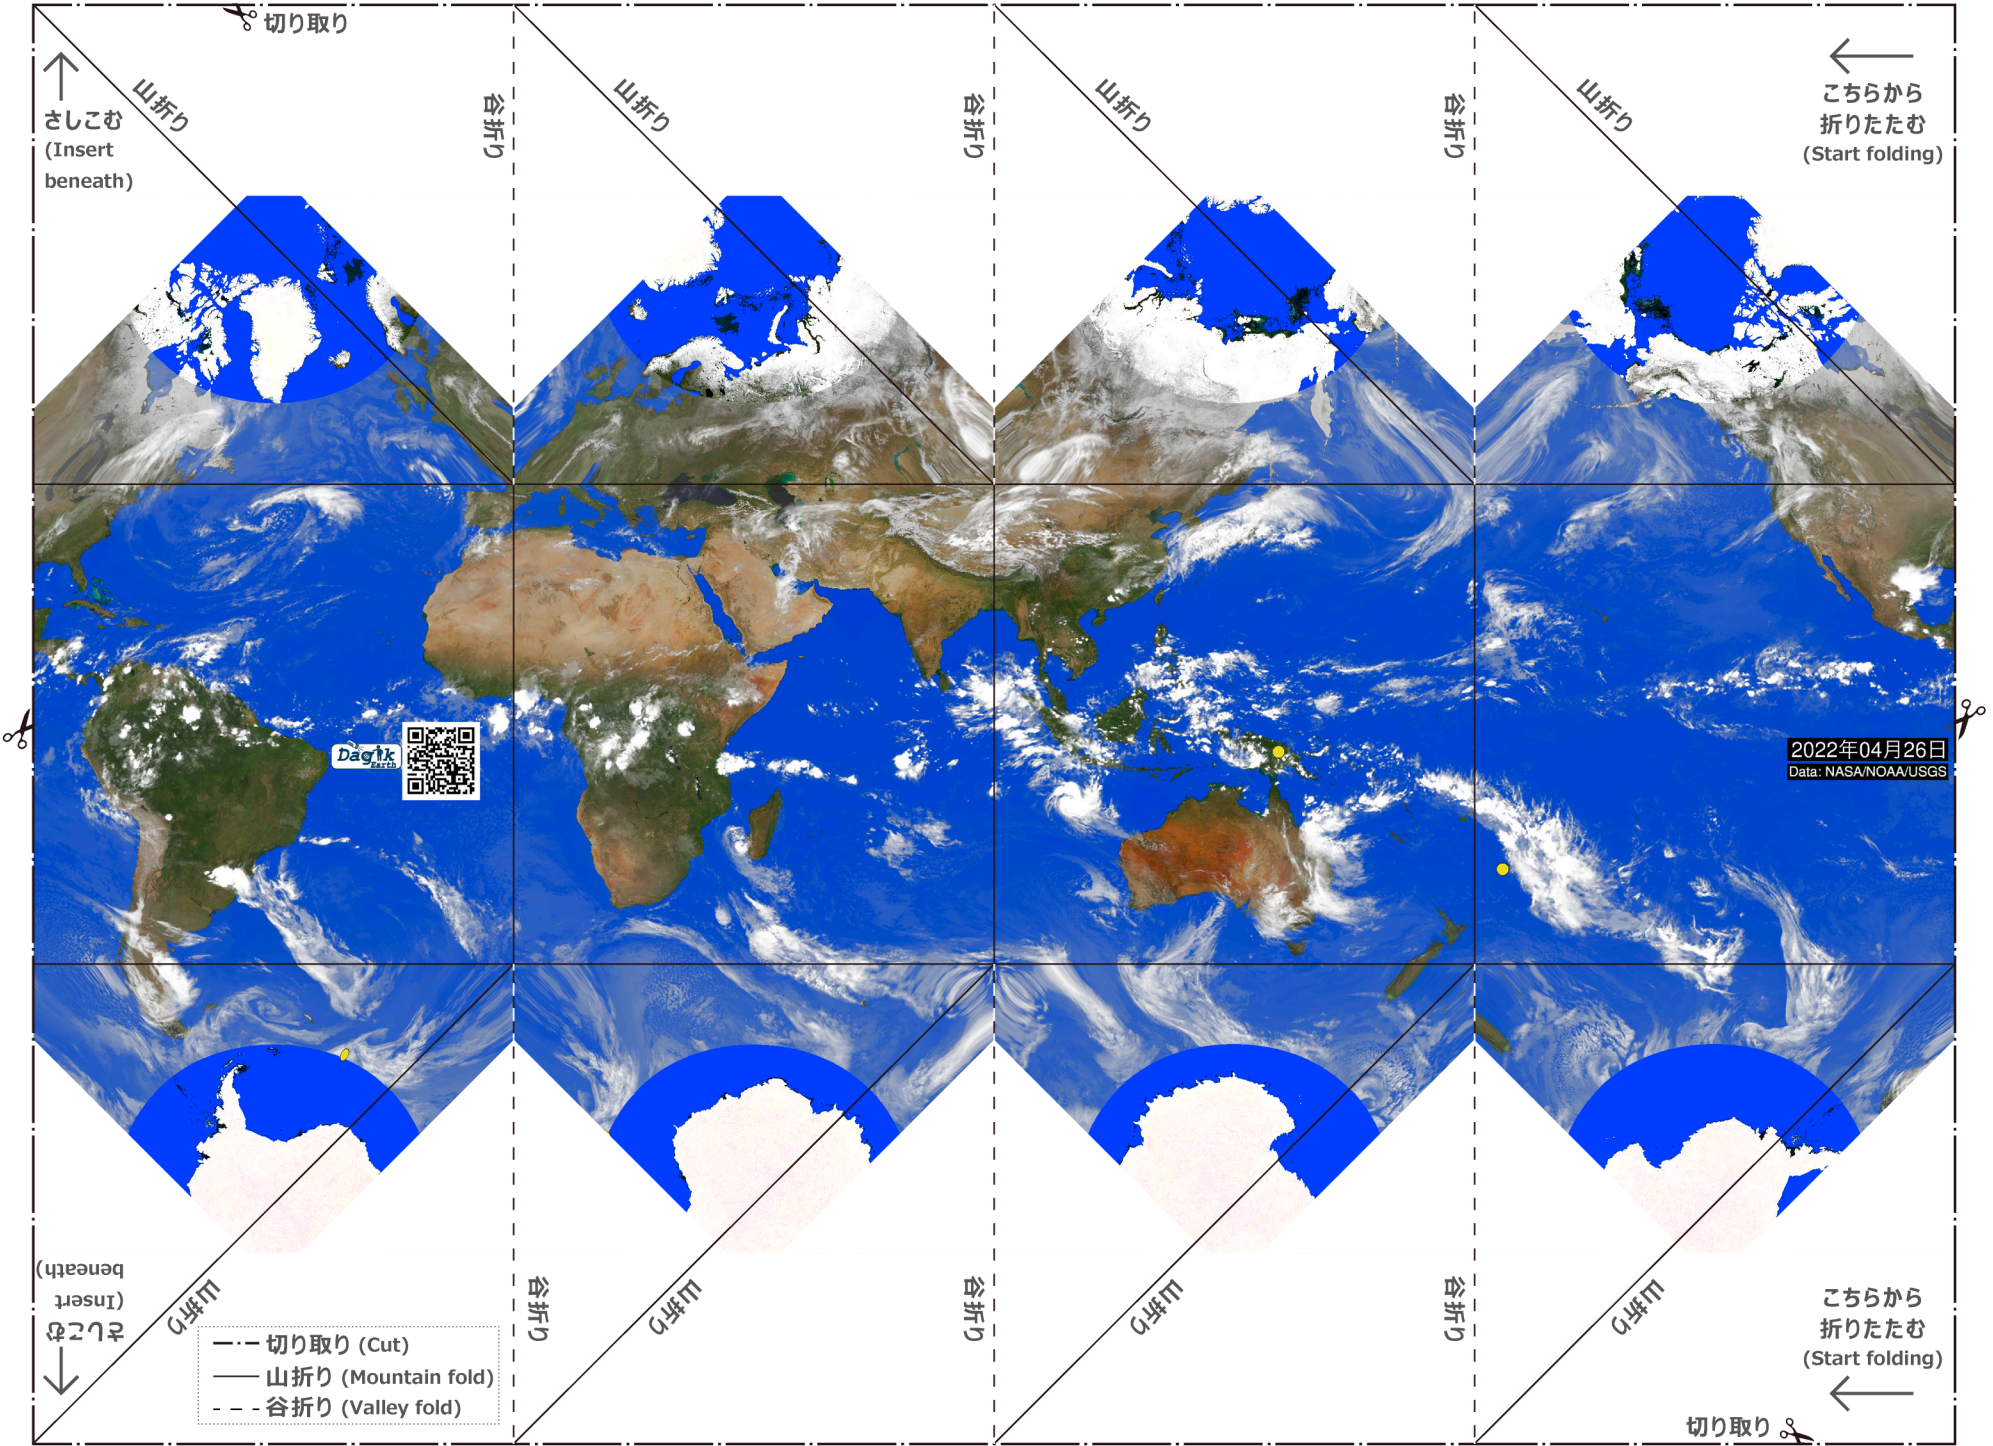 切り取り
さしこむ
(Insert
beneath)
山折り
谷折り
山折り
谷折り
山折り
谷折り
山折り
こちらから
折りたたむ
(Start folding)
Dagik
Earth
2022年04月26日
Data: NASA/NOAA/USGS
さしこむ
(Insert
beneath)
山折り
谷折り
山折り
谷折り
山折り
谷折り
山折り
こちらから
折りたたむ
(Start folding)
切り取り (Cut)
山折り (Mountain fold)
谷折り (Valley fold)
切り取り